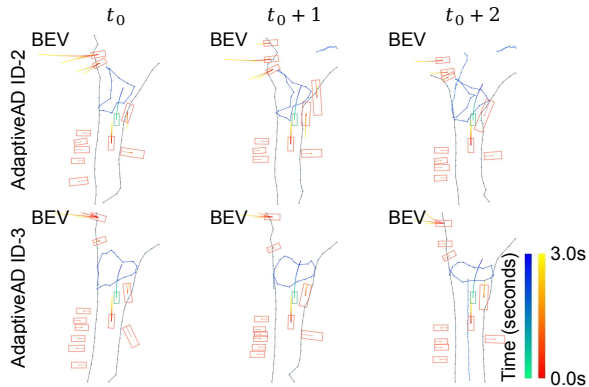 t₀ t₀ + 1 t₀ + 2
AdaptiveAD ID-2
BEV BEV BEV
AdaptiveAD ID-3
BEV BEV BEV
Time (seconds)
3.0s
0.0s